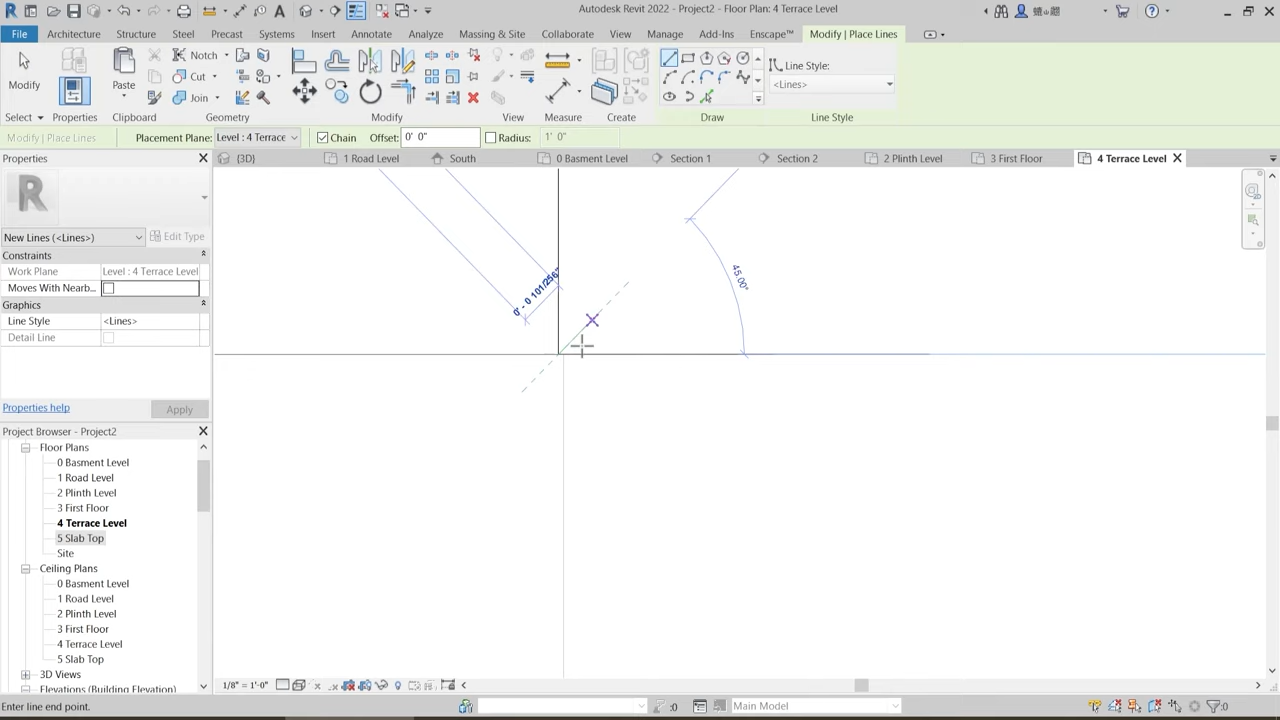 Autodesk Revit 2022 - Project2 - Floor Plan: 4 Terrace Level
File Architecture Structure Steel Precast Systems Insert Annotate Analyze Massing & Site Collaborate View Manage Add-Ins Enscape™ Modify | Place Lines
Modify
Paste
Notch
Cut
Join
Line Style:
<Lines>
Select Properties Clipboard Geometry Modify View Measure Create Draw Line Style
Modify | Place Lines Placement Plane: Level : 4 Terrace Chain Offset: 0' 0" Radius: 1' 0"
Properties
{3D} 1 Road Level South 0 Basment Level Section 1 Section 2 2 Plinth Level 3 First Floor 4 Terrace Level
New Lines (<Lines>) Edit Type
Constraints
Work Plane Level : 4 Terrace Level
Moves With Nearb...
Graphics
Line Style <Lines>
Detail Line
Properties help Apply
0' - 0 101/256"
45.00°
Project Browser - Project2
Floor Plans
0 Basment Level
1 Road Level
2 Plinth Level
3 First Floor
4 Terrace Level
5 Slab Top
Site
Ceiling Plans
0 Basment Level
1 Road Level
2 Plinth Level
3 First Floor
4 Terrace Level
5 Slab Top
3D Views
Elevations (Building Elevation)
1/8" = 1'-0"
Enter line end point.
:0
Main Model
:0